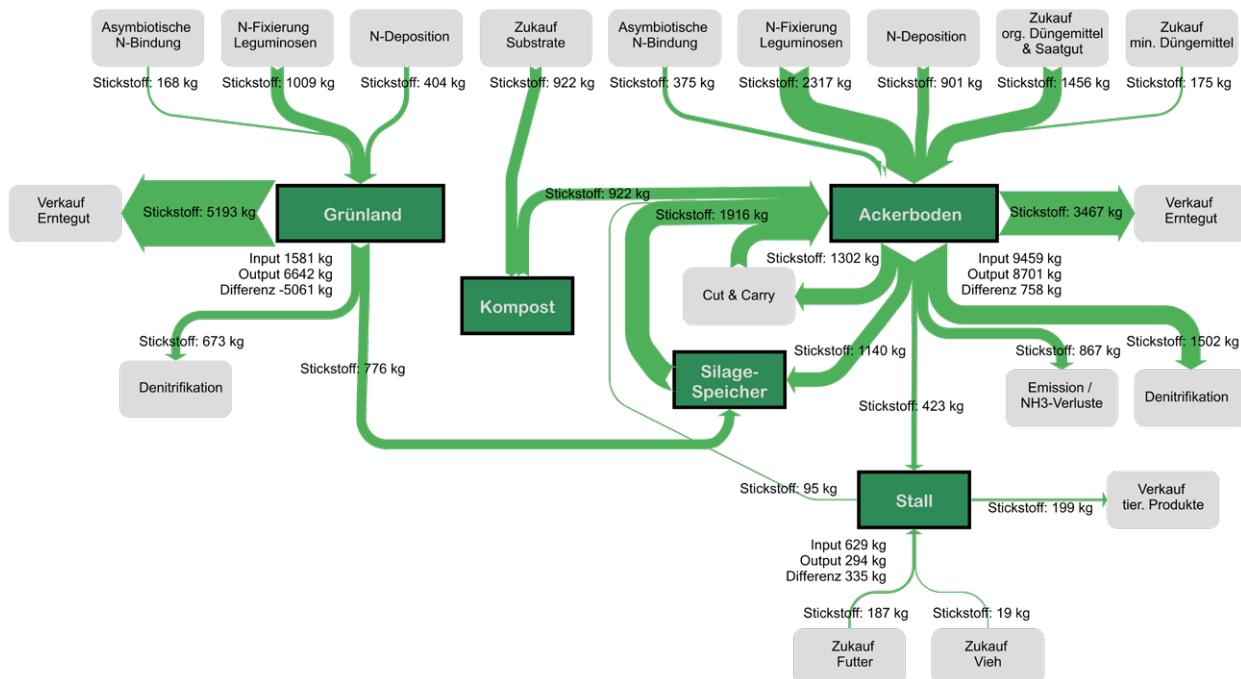 Asymbiotische
N-Bindung
N-Fixierung
Leguminosen
N-Deposition
Zukauf
Substrate
Asymbiotische
N-Bindung
N-Fixierung
Leguminosen
N-Deposition
Zukauf
org. Düngemittel
& Saatgut
Zukauf
min. Düngemittel
Stickstoff: 168 kg
Stickstoff: 1009 kg
Stickstoff: 404 kg
Stickstoff: 922 kg
Stickstoff: 375 kg
Stickstoff: 2317 kg
Stickstoff: 901 kg
Stickstoff: 1456 kg
Stickstoff: 175 kg
Verkauf
Erntegut
Stickstoff: 5193 kg
Grünland
Stickstoff: 922 kg
Stickstoff: 1916 kg
Ackerboden
Stickstoff: 3467 kg
Verkauf
Erntegut
Input 1581 kg
Output 6642 kg
Differenz -5061 kg
Kompost
Cut & Carry
Stickstoff: 1302 kg
Input 9459 kg
Output 8701 kg
Differenz 758 kg
Stickstoff: 673 kg
Stickstoff: 776 kg
Denitrifikation
Silage-
Speicher
Stickstoff: 1140 kg
Stickstoff: 867 kg
Stickstoff: 1502 kg
Emission /
NH3-Verluste
Denitrifikation
Stickstoff: 423 kg
Stickstoff: 95 kg
Stall
Stickstoff: 199 kg
Verkauf
tier. Produkte
Input 629 kg
Output 294 kg
Differenz 335 kg
Stickstoff: 187 kg
Stickstoff: 19 kg
Zukauf
Futter
Zukauf
Vieh